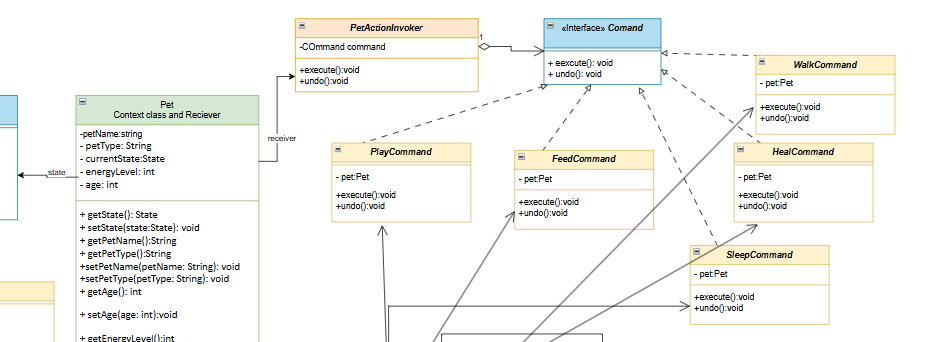 PetActionInvoker
-COmmand command
+execute():void
+undo():void
1
«Interface» Comand
+ eexcute(): void
+ undo(): void
WalkCommand
- pet:Pet
+execute():void
+undo():void
Pet
Context class and Reciever
-petName:string
- petType: String
- currentState:State
- energyLevel: int
- age: int
+ getState(): State
+ setState(state:State): void
+ getPetName():String
+ getPetType():String
+setPetName(petName: String): void
+setPetType(petType: String): void
+ getAge(): int
+ setAge(age: int):void
+ getEnergyLevel():int
state
receiver
PlayCommand
- pet:Pet
+execute():void
+undo():void
FeedCommand
- pet:Pet
+execute():void
+undo():void
HealCommand
- pet:Pet
+execute():void
+undo():void
SleepCommand
- pet:Pet
+execute():void
+undo():void